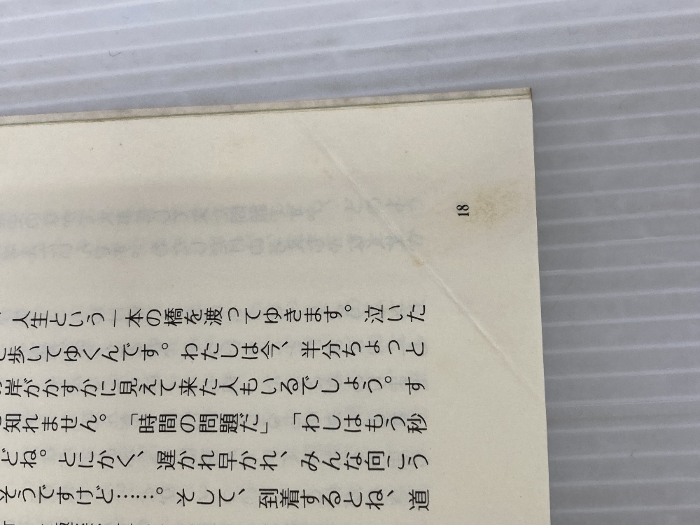 、人生という一本の橋を渡ってゆきます。泣いた
と歩いてゆくんです。わたしは今、半分ちょっと
岸がかすかに見えて来た人もいるでしょう。す
知れません。「時間の問題だ」「わしはもう秒
どね。とにかく、遅かれ早かれ、みんな向こう
そうですけど……。そして、到着するとね、道
18